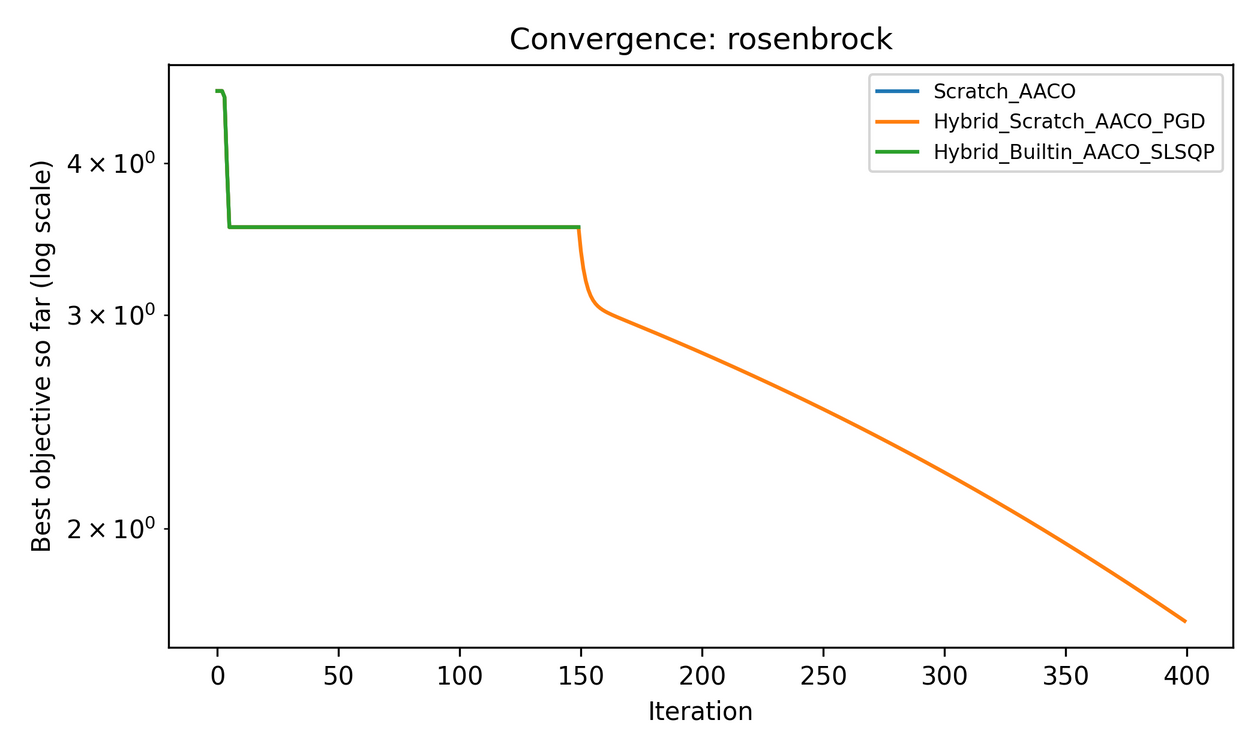 Convergence: rosenbrock
Scratch_AACO
Hybrid_Scratch_AACO_PGD
Hybrid_Builtin_AACO_SLSQP
Best objective so far (log scale)
4 × 10⁰
3 × 10⁰
2 × 10⁰
0 50 100 150 200 250 300 350 400
Iteration